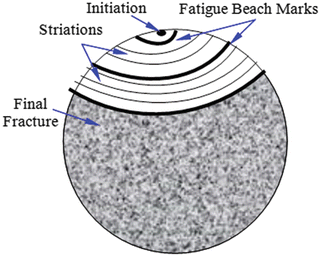 Initiation
Fatigue Beach Marks
Striations
Final
Fracture